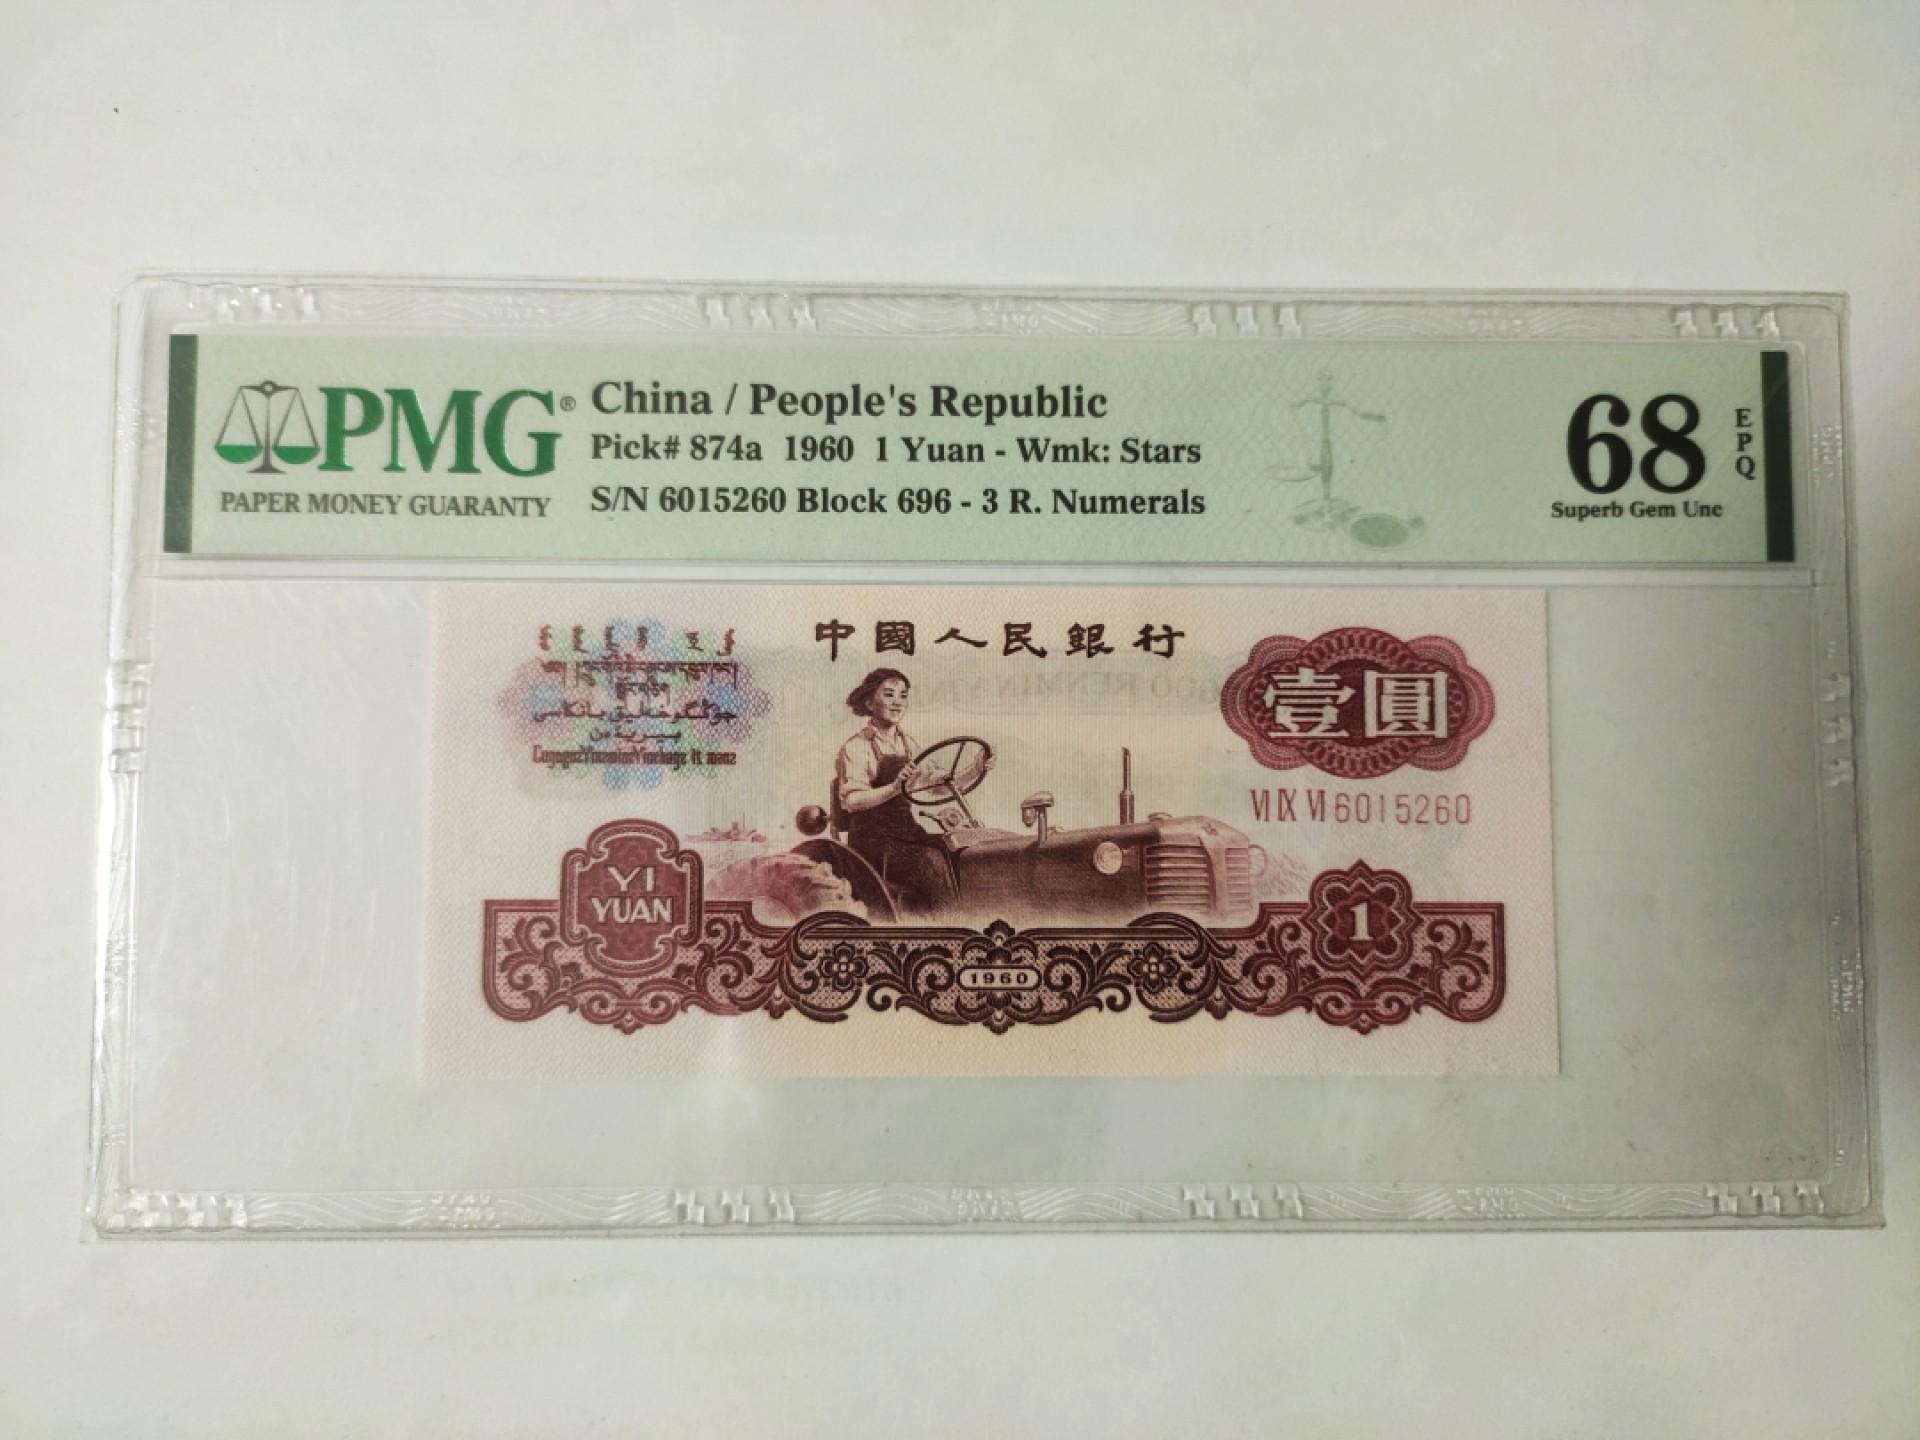 PMG®
PAPER MONEY GUARANTY
China / People's Republic
Pick# 874a 1960 1 Yuan - Wmk: Stars
S/N 6015260 Block 696 - 3 R. Numerals
68
EPQ
Superb Gem Unc
中國人民銀行
壹圓
VI IX VI 6015260
YI
YUAN
1960
1